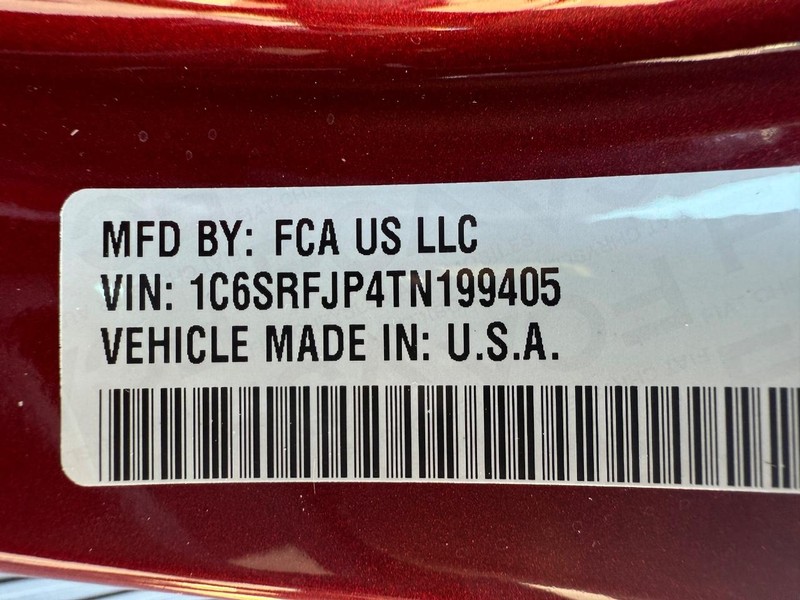 MFD BY: FCA US LLC
VIN: 1C6SRFJP4TN199405
VEHICLE MADE IN: U.S.A.